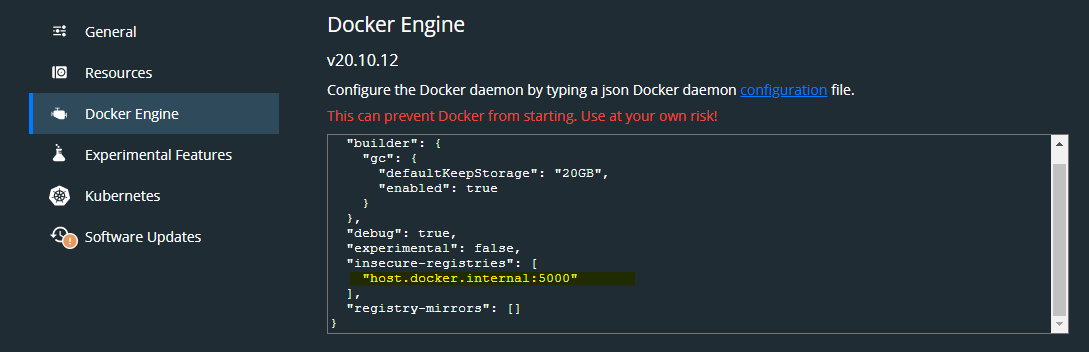 Docker Engine
General
v20.10.12
Resources
Configure the Docker daemon by typing a json Docker daemon configuration file.
Docker Engine
This can prevent Docker from starting. Use at your own risk!
Experimental Features
Kubernetes
Software Updates
"builder": {
"gc": {
"defaultKeepStorage": "20GB",
"enabled": true
}
},
"debug": true,
"experimental": false,
"insecure-registries": [
"host.docker.internal:5000"
],
"registry-mirrors": []
}